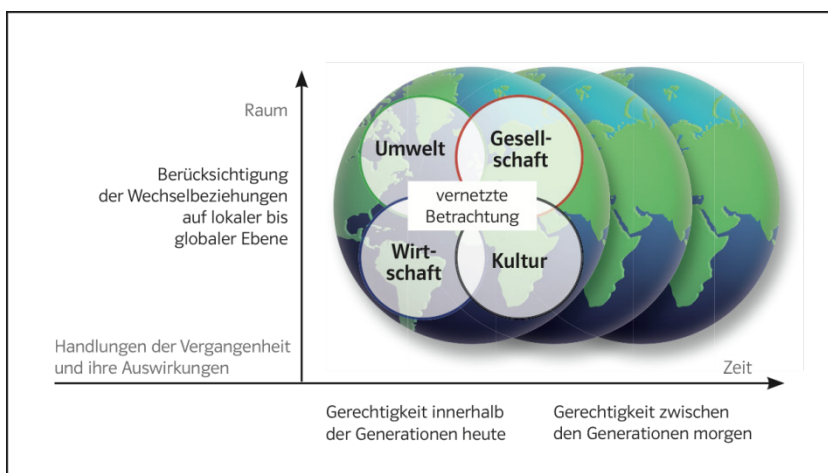 Raum
Berücksichtigung
der Wechselbeziehungen
auf lokaler bis
globaler Ebene
Umwelt
Gesell-
schaft
vernetzte
Betrachtung
Wirt-
schaft
Kultur
Handlungen der Vergangenheit
und ihre Auswirkungen
Zeit
Gerechtigkeit innerhalb
der Generationen heute
Gerechtigkeit zwischen
den Generationen morgen